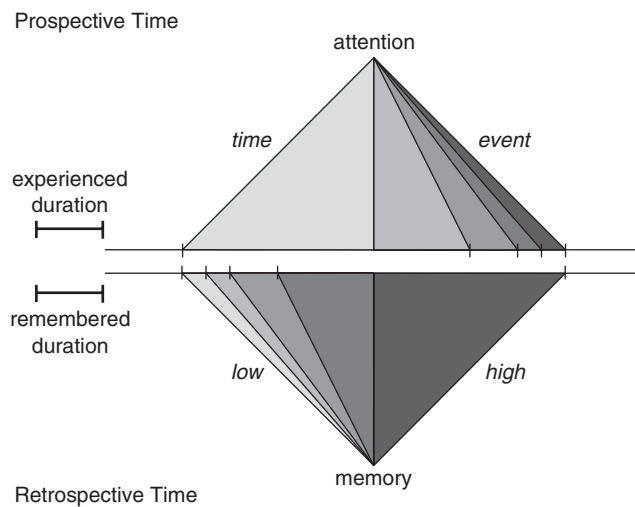 Prospective Time
attention
time
event
experienced
duration
remembered
duration
low
high
memory
Retrospective Time